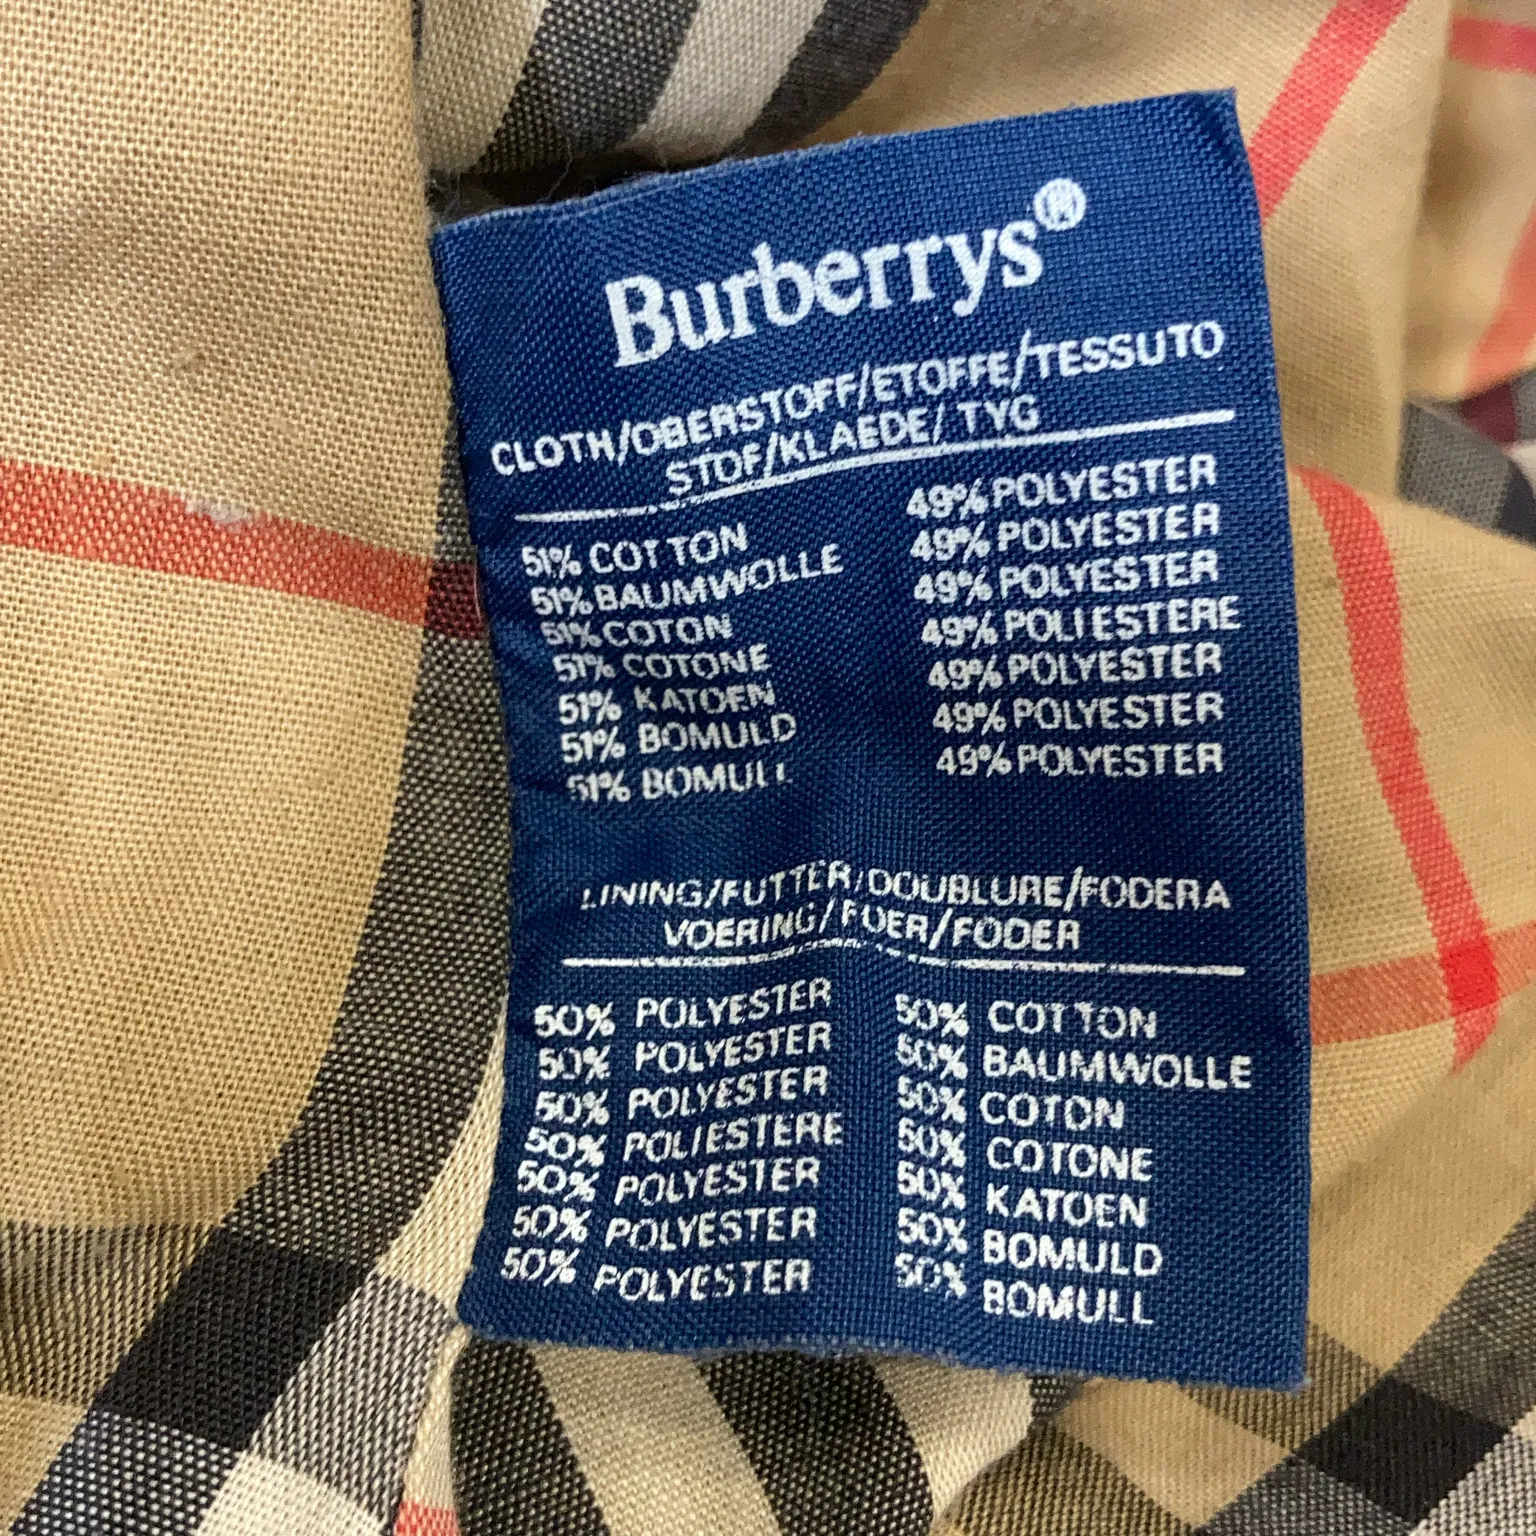 Burberrys®
CLOTH/OBERSTOFF/ETOFFE/TESSUTO
STOF/KLAEDE/ TYG
51% COTTON 49% POLYESTER
51% BAUMWOLLE 49% POLYESTER
51% COTON 49% POLYESTER
51% COTONE 49% POLIESTERE
51% KATOEN 49% POLYESTER
51% BOMULD 49% POLYESTER
51% BOMULL 49% POLYESTER
LINING/FUTTER/DOUBLURE/FODERA
VOERING/FOER/FODER
50% POLYESTER 50% COTTON
50% POLYESTER 50% BAUMWOLLE
50% POLYESTER 50% COTON
50% POLIESTERE 50% COTONE
50% POLYESTER 50% KATOEN
50% POLYESTER 50% BOMULD
50% POLYESTER 50% BOMULL